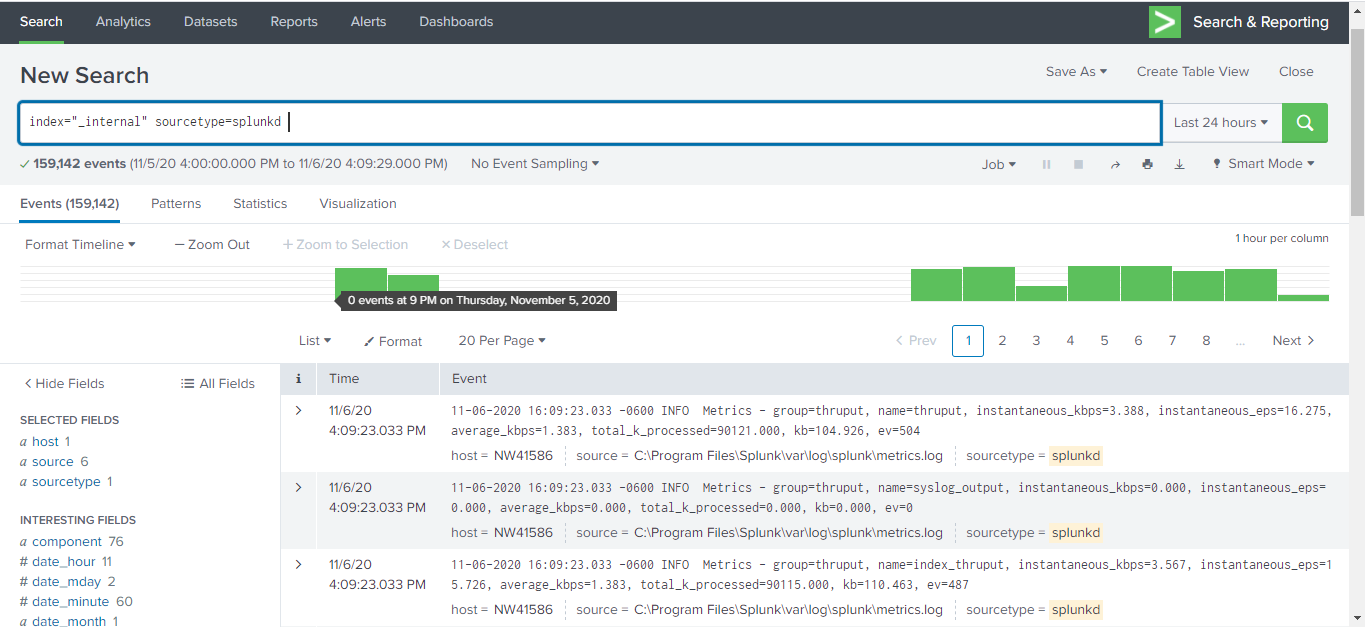 Search Analytics Datasets Reports Alerts Dashboards Search & Reporting
New Search Save As Create Table View Close
index="_internal" sourcetype=splunkd Last 24 hours
159,142 events (11/5/20 4:00:00.000 PM to 11/6/20 4:09:29.000 PM) No Event Sampling Job Smart Mode
Events (159,142) Patterns Statistics Visualization
Format Timeline — Zoom Out + Zoom to Selection × Deselect 1 hour per column
0 events at 9 PM on Thursday, November 5, 2020
List Format 20 Per Page < Prev 1 2 3 4 5 6 7 8 ... Next >
< Hide Fields All Fields i Time Event
SELECTED FIELDS
a host 1
a source 6
a sourcetype 1
INTERESTING FIELDS
a component 76
# date_hour 11
# date_mday 2
# date_minute 60
a date_month 1
> 11/6/20 11-06-2020 16:09:23.033 -0600 INFO Metrics - group=thruput, name=thruput, instantaneous_kbps=3.388, instantaneous_eps=16.275,
4:09:23.033 PM average_kbps=1.383, total_k_processed=90121.000, kb=104.926, ev=504
host = NW41586 source = C:\Program Files\Splunk\var\log\splunk\metrics.log sourcetype = splunkd
> 11/6/20 11-06-2020 16:09:23.033 -0600 INFO Metrics - group=thruput, name=syslog_output, instantaneous_kbps=0.000, instantaneous_eps=
4:09:23.033 PM 0.000, average_kbps=0.000, total_k_processed=0.000, kb=0.000, ev=0
host = NW41586 source = C:\Program Files\Splunk\var\log\splunk\metrics.log sourcetype = splunkd
> 11/6/20 11-06-2020 16:09:23.033 -0600 INFO Metrics - group=thruput, name=index_thruput, instantaneous_kbps=3.567, instantaneous_eps=1
4:09:23.033 PM 5.726, average_kbps=1.383, total_k_processed=90115.000, kb=110.463, ev=487
host = NW41586 source = C:\Program Files\Splunk\var\log\splunk\metrics.log sourcetype = splunkd